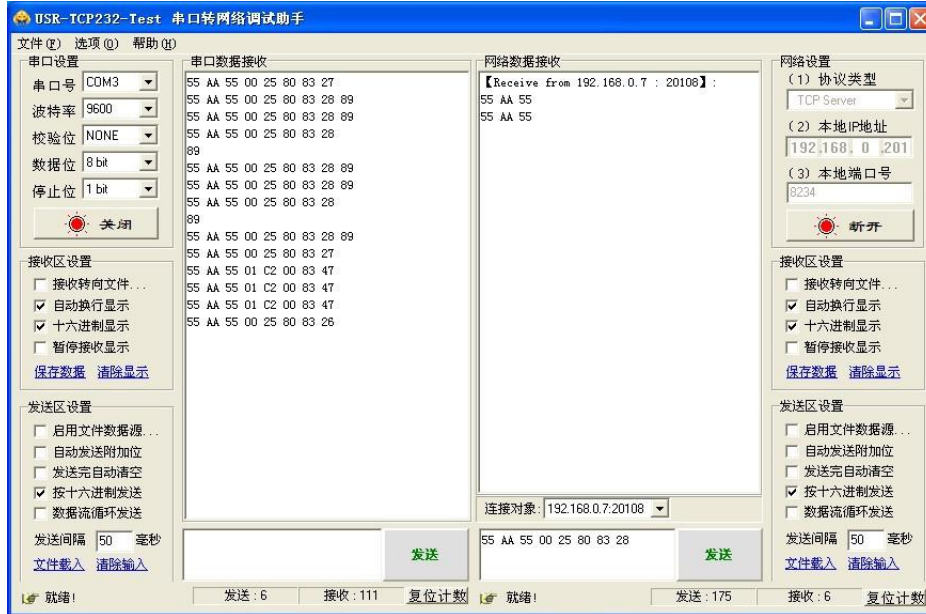 USR-TCP232-Test 串口转网络调试助手
文件(F) 选项(O) 帮助(H)
串口设置
串口号 COM3
波特率 9600
校验位 NONE
数据位 8 bit
停止位 1 bit
关闭
接收区设置
接收转向文件...
自动换行显示
十六进制显示
暂停接收显示
保存数据 清除显示
发送区设置
启用文件数据源...
自动发送附加位
发送完自动清空
按十六进制发送
数据流循环发送
发送间隔 50 毫秒
文件载入 清除输入
串口数据接收
55 AA 55 00 25 80 83 27
55 AA 55 00 25 80 83 28 89
55 AA 55 00 25 80 83 28 89
55 AA 55 00 25 80 83 28
89
55 AA 55 00 25 80 83 28 89
55 AA 55 00 25 80 83 28 89
55 AA 55 00 25 80 83 28
89
55 AA 55 00 25 80 83 28 89
55 AA 55 00 25 80 83 27
55 AA 55 01 C2 00 83 47
55 AA 55 01 C2 00 83 47
55 AA 55 01 C2 00 83 47
55 AA 55 00 25 80 83 26
发送
网络数据接收
【Receive from 192.168.0.7 : 20108】:
55 AA 55
55 AA 55
连接对象: 192.168.0.7:20108
55 AA 55 00 25 80 83 28
发送
网络设置
(1) 协议类型
TCP Server
(2) 本地IP地址
192.168. 0 .201
(3) 本地端口号
8234
断开
接收区设置
接收转向文件...
自动换行显示
十六进制显示
暂停接收显示
保存数据 清除显示
发送区设置
启用文件数据源...
自动发送附加位
发送完自动清空
按十六进制发送
数据流循环发送
发送间隔 50 毫秒
文件载入 清除输入
就绪! 发送:6 接收:111 复位计数
就绪! 发送:175 接收:6 复位计数